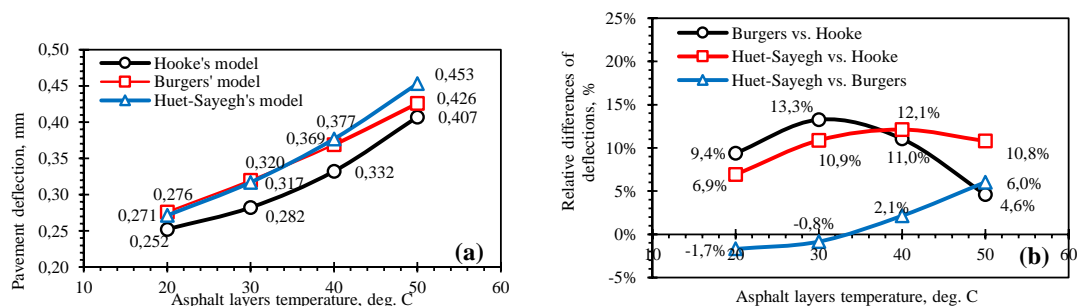 Pavement deflection, mm
0,50
0,45
0,40
0,35
0,30
0,25
0,20
Hooke's model
Burgers' model
Huet-Sayegh's model
0,453
0,426
0,407
0,377
0,369
0,332
0,320
0,317
0,282
0,276
0,271
0,252
(a)
10 20 30 40 50 60
Asphalt layers temperature, deg. C
Relative differences of
deflections, %
25%
20%
15%
10%
5%
0%
-5%
Burgers vs. Hooke
Huet-Sayegh vs. Hooke
Huet-Sayegh vs. Burgers
13,3%
12,1%
9,4%
10,9%
11,0%
10,8%
6,9%
6,0%
4,6%
2,1%
-0,8%
-1,7%
(b)
10 20 30 40 50 60
Asphalt layers temperature, deg. C